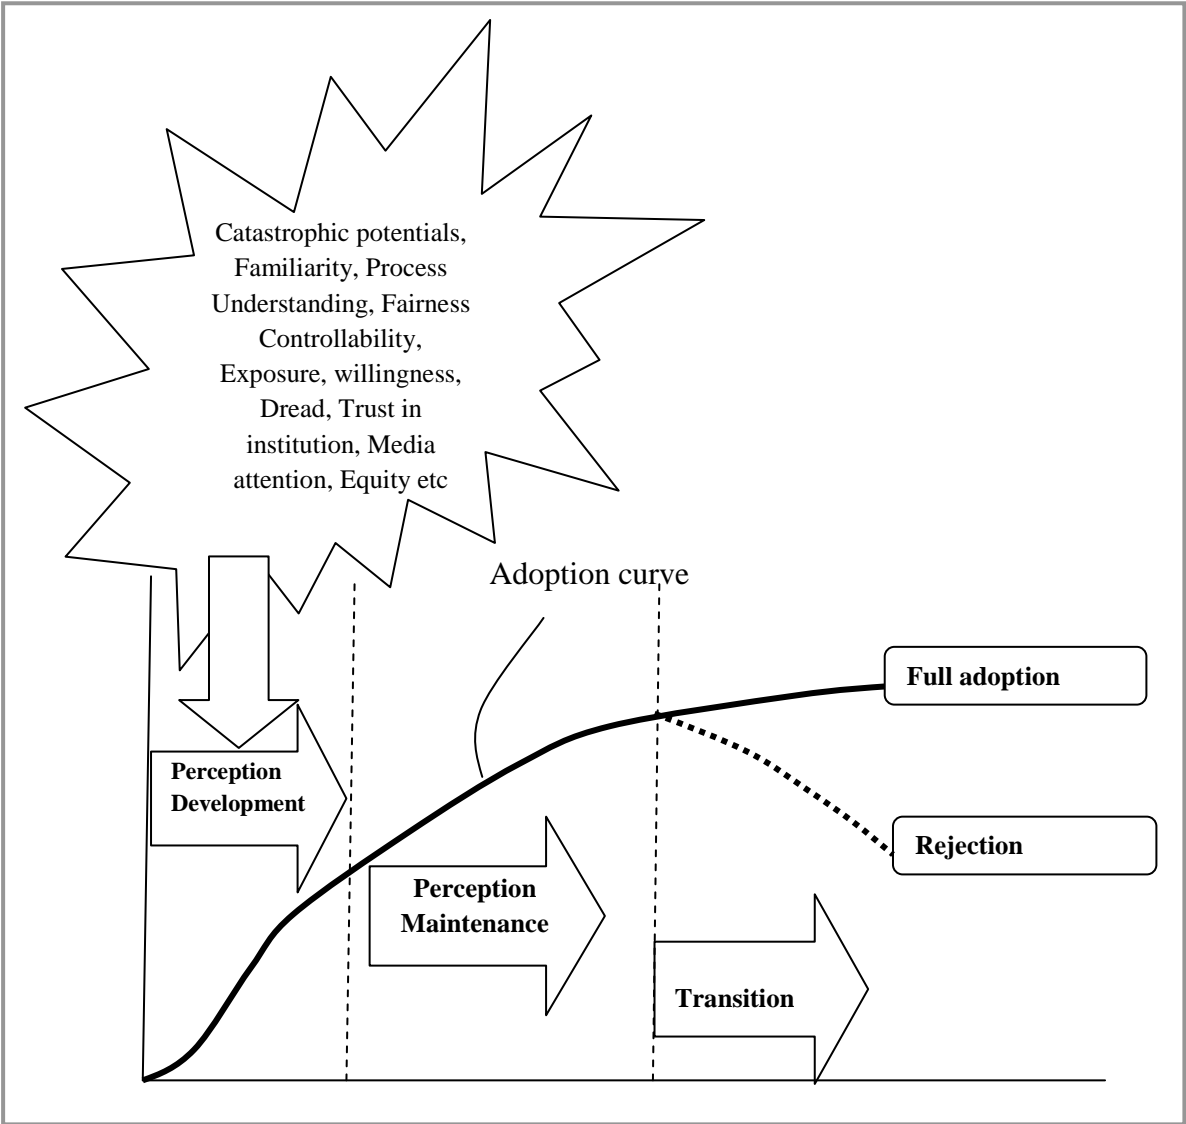 Catastrophic potentials,
Familiarity, Process
Understanding, Fairness
Controllability,
Exposure, willingness,
Dread, Trust in
institution, Media
attention, Equity etc
Adoption curve
Full adoption
Perception
Development
Rejection
Perception
Maintenance
Transition